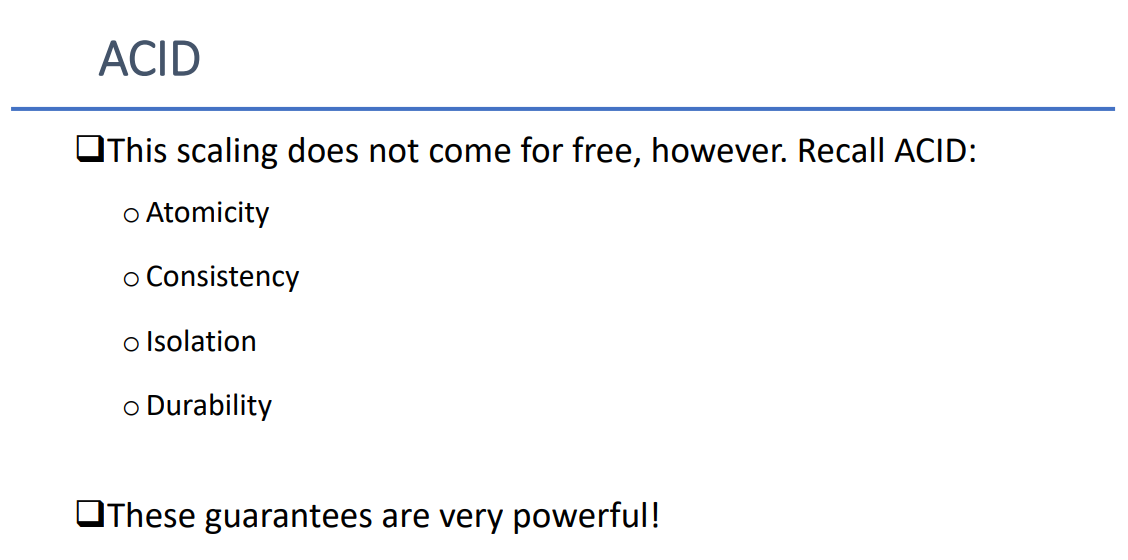 ACID
❑This scaling does not come for free, however. Recall ACID:
o Atomicity
o Consistency
o Isolation
o Durability
❑These guarantees are very powerful!